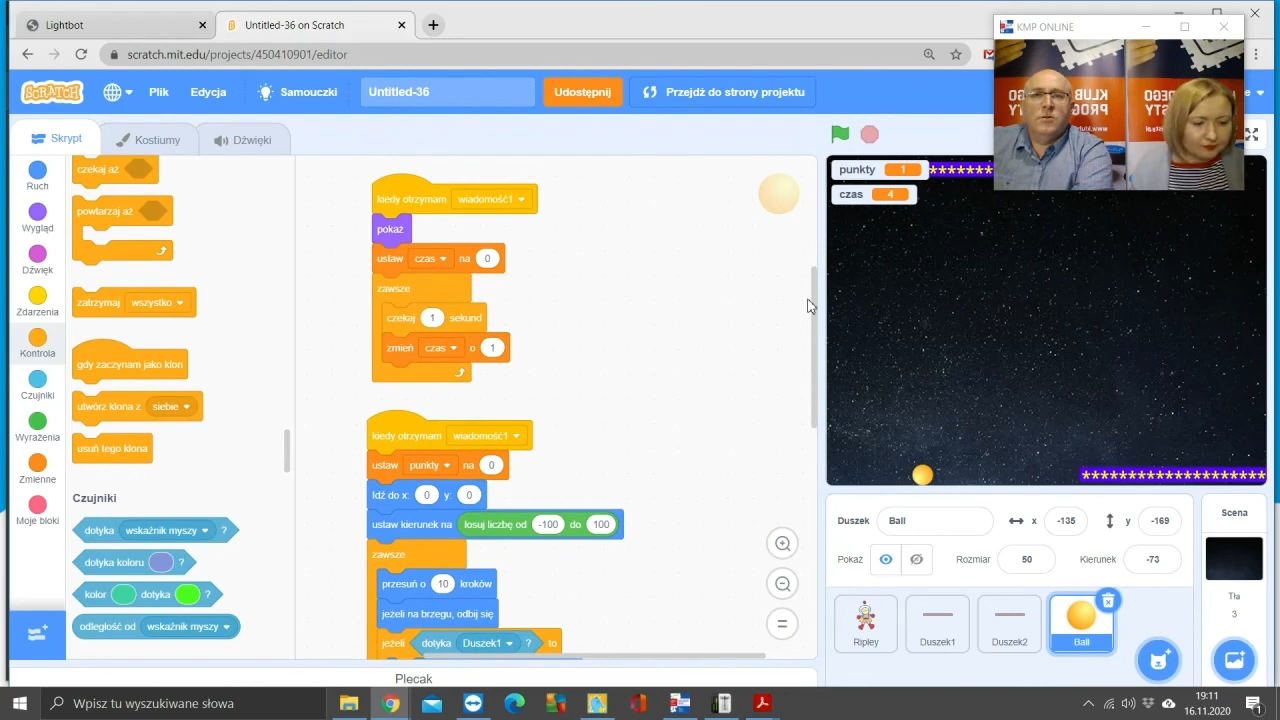 Lightbot
Untitled-36 on Scratch
KMP ONLINE
scratch.mit.edu/projects/450410901/editor
SCRATCH
Plik
Edycja
Samouczki
Untitled-36
Udostępnij
Przejdź do strony projektu
Skrypt
Kostiumy
Dźwięki
Ruch
Wygląd
Dźwięk
Zdarzenia
Kontrola
Czujniki
Wyrażenia
Zmienne
Moje bloki
czekaj aż
powtarzaj aż
zatrzymaj wszystko
gdy zaczynam jako klon
utwórz klona z siebie
usuń tego klona
Czujniki
dotyka wskaźnik myszy ?
dotyka koloru ?
kolor dotyka ?
odległość od wskaźnik myszy
kiedy otrzymam wiadomość1
pokaż
ustaw czas na 0
zawsze
czekaj 1 sekund
zmień czas o 1
kiedy otrzymam wiadomość1
ustaw punkty na 0
Idź do x: 0 y: 0
ustaw kierunek na losuj liczbę od -100 do 100
zawsze
przesuń o 10 kroków
jeżeli na brzegu, odbij się
jeżeli dotyka Duszek1 ? to
Plecak
punkty 1
czas 4
Duszek Ball x -135 y -169
Pokaż Rozmiar 50 Kierunek -73
Ripley
Duszek1
Duszek2
Ball
Scena
Tła
3
Wpisz tu wyszukiwane słowa
19:11
16.11.2020
1